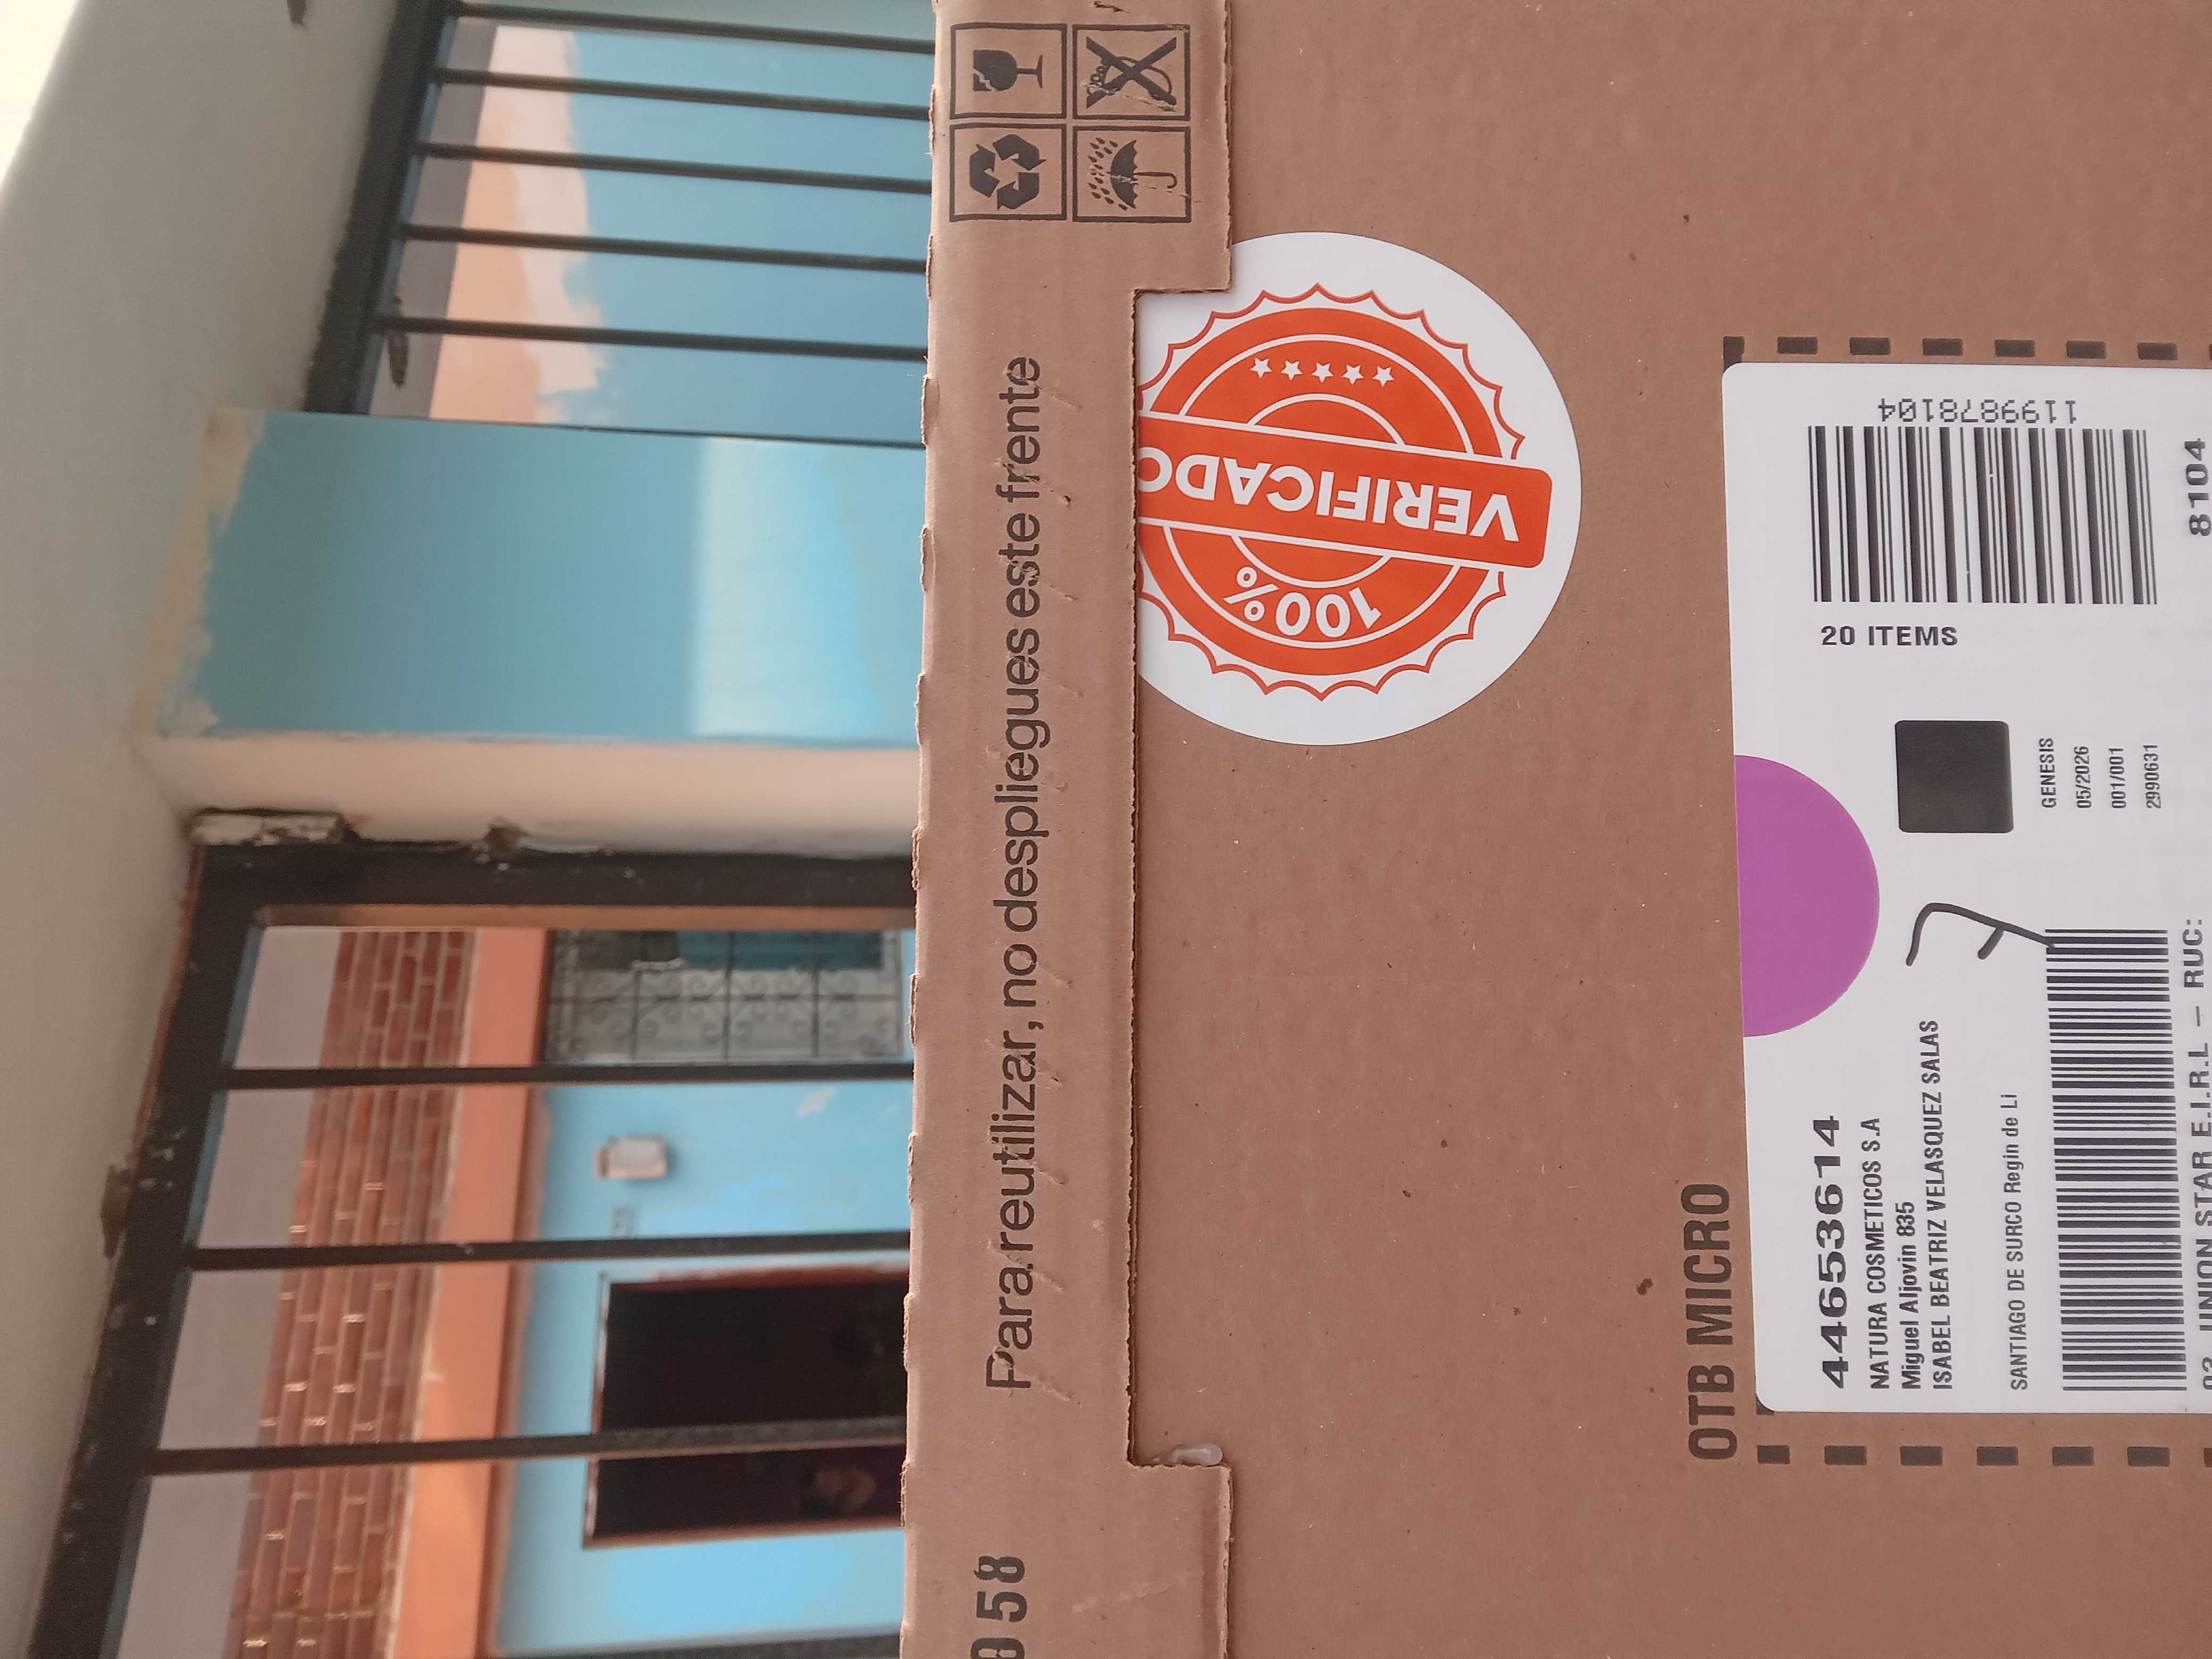 Para reutilizar, no despliegues este frente
58
100%
VERIFICADO
OTB MICRO
1199878104
8104
20 ITEMS
GENESIS
05/2026
001/001
2990631
7
44653614
NATURA COSMETICOS S.A
Miguel Aljovin 835
ISABEL BEATRIZ VELASQUEZ SALAS
SANTIAGO DE SURCO Regin de Li
UNION STAR E.I.R.L - RUC: